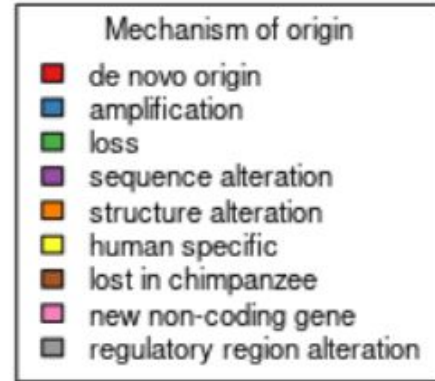 Mechanism of origin
de novo origin
amplification
loss
sequence alteration
structure alteration
human specific
lost in chimpanzee
new non-coding gene
regulatory region alteration